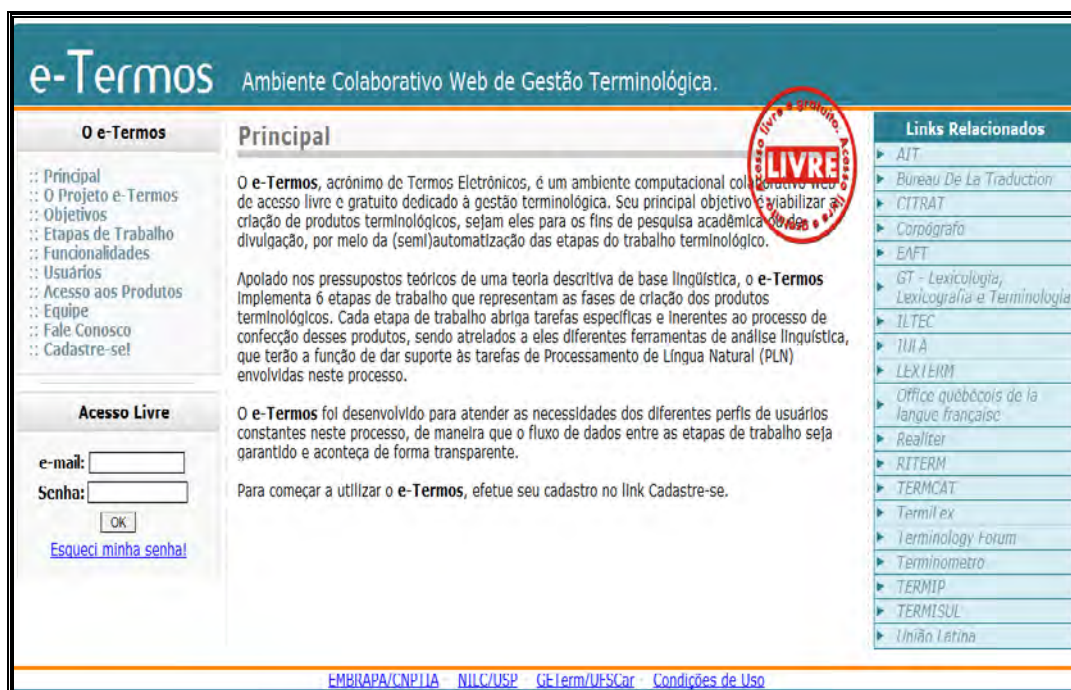 e-Termos Ambiente Colaborativo Web de Gestão Terminológica.
O e-Termos
:: Principal
:: O Projeto e-Termos
:: Objetivos
:: Etapas de Trabalho
:: Funcionalidades
:: Usuários
:: Acesso aos Produtos
:: Equipe
:: Fale Conosco
:: Cadastre-se!
Acesso Livre
e-mail:
Senha:
OK
Esqueci minha senha!
Principal
O e-Termos, acrônimo de Termos Eletrônicos, é um ambiente computacional colaborativo web
de acesso livre e gratuito dedicado à gestão terminológica. Seu principal objetivo é viabilizar a
criação de produtos terminológicos, sejam eles para os fins de pesquisa acadêmica ou de
divulgação, por meio da (semi)automatização das etapas do trabalho terminológico.
Apoiado nos pressupostos teóricos de uma teoria descritiva de base lingüística, o e-Termos
implementa 6 etapas de trabalho que representam as fases de criação dos produtos
terminológicos. Cada etapa de trabalho abriga tarefas específicas e inerentes ao processo de
confecção desses produtos, sendo atrelados a eles diferentes ferramentas de análise linguística,
que terão a função de dar suporte às tarefas de Processamento de Língua Natural (PLN)
envolvidas neste processo.
O e-Termos foi desenvolvido para atender as necessidades dos diferentes perfis de usuários
constantes neste processo, de maneira que o fluxo de dados entre as etapas de trabalho seja
garantido e aconteça de forma transparente.
Para começar a utilizar o e-Termos, efetue seu cadastro no link Cadastre-se.
Acesso livre e gratuito. Acesso livre e gratuito.
LIVRE
Links Relacionados
AIT
Bureau De La Traduction
CITRAT
Corpógrafo
EAFT
GT - Lexicologia,
Lexicografia e Terminologia
ILTEC
IULA
LEXTERM
Office québécois de la
langue française
Realiter
RITERM
TERMCAT
TermiLex
Terminology Forum
Terminometro
TERMIP
TERMISUL
União Latina
EMBRAPA/CNPTIA - NILC/USP - GETerm/UFSCar - Condições de Uso